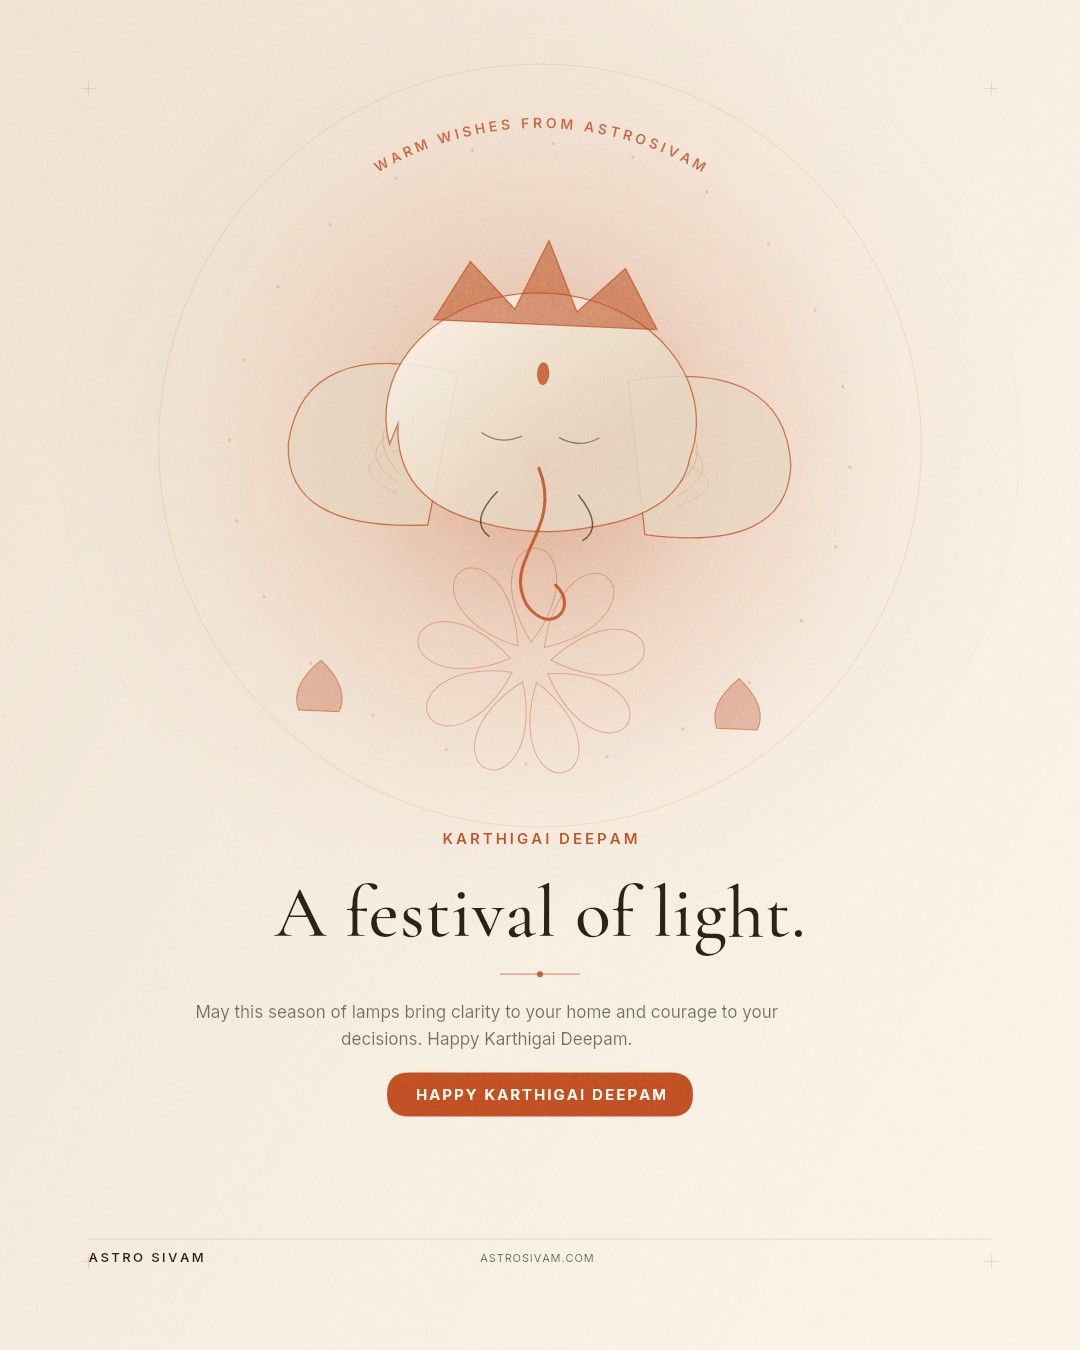 WARM WISHES FROM ASTROSIVAM
KARTHIGAI DEEPAM
A festival of light.
May this season of lamps bring clarity to your home and courage to your
decisions. Happy Karthigai Deepam.
HAPPY KARTHIGAI DEEPAM
ASTRO SIVAM
ASTROSIVAM.COM